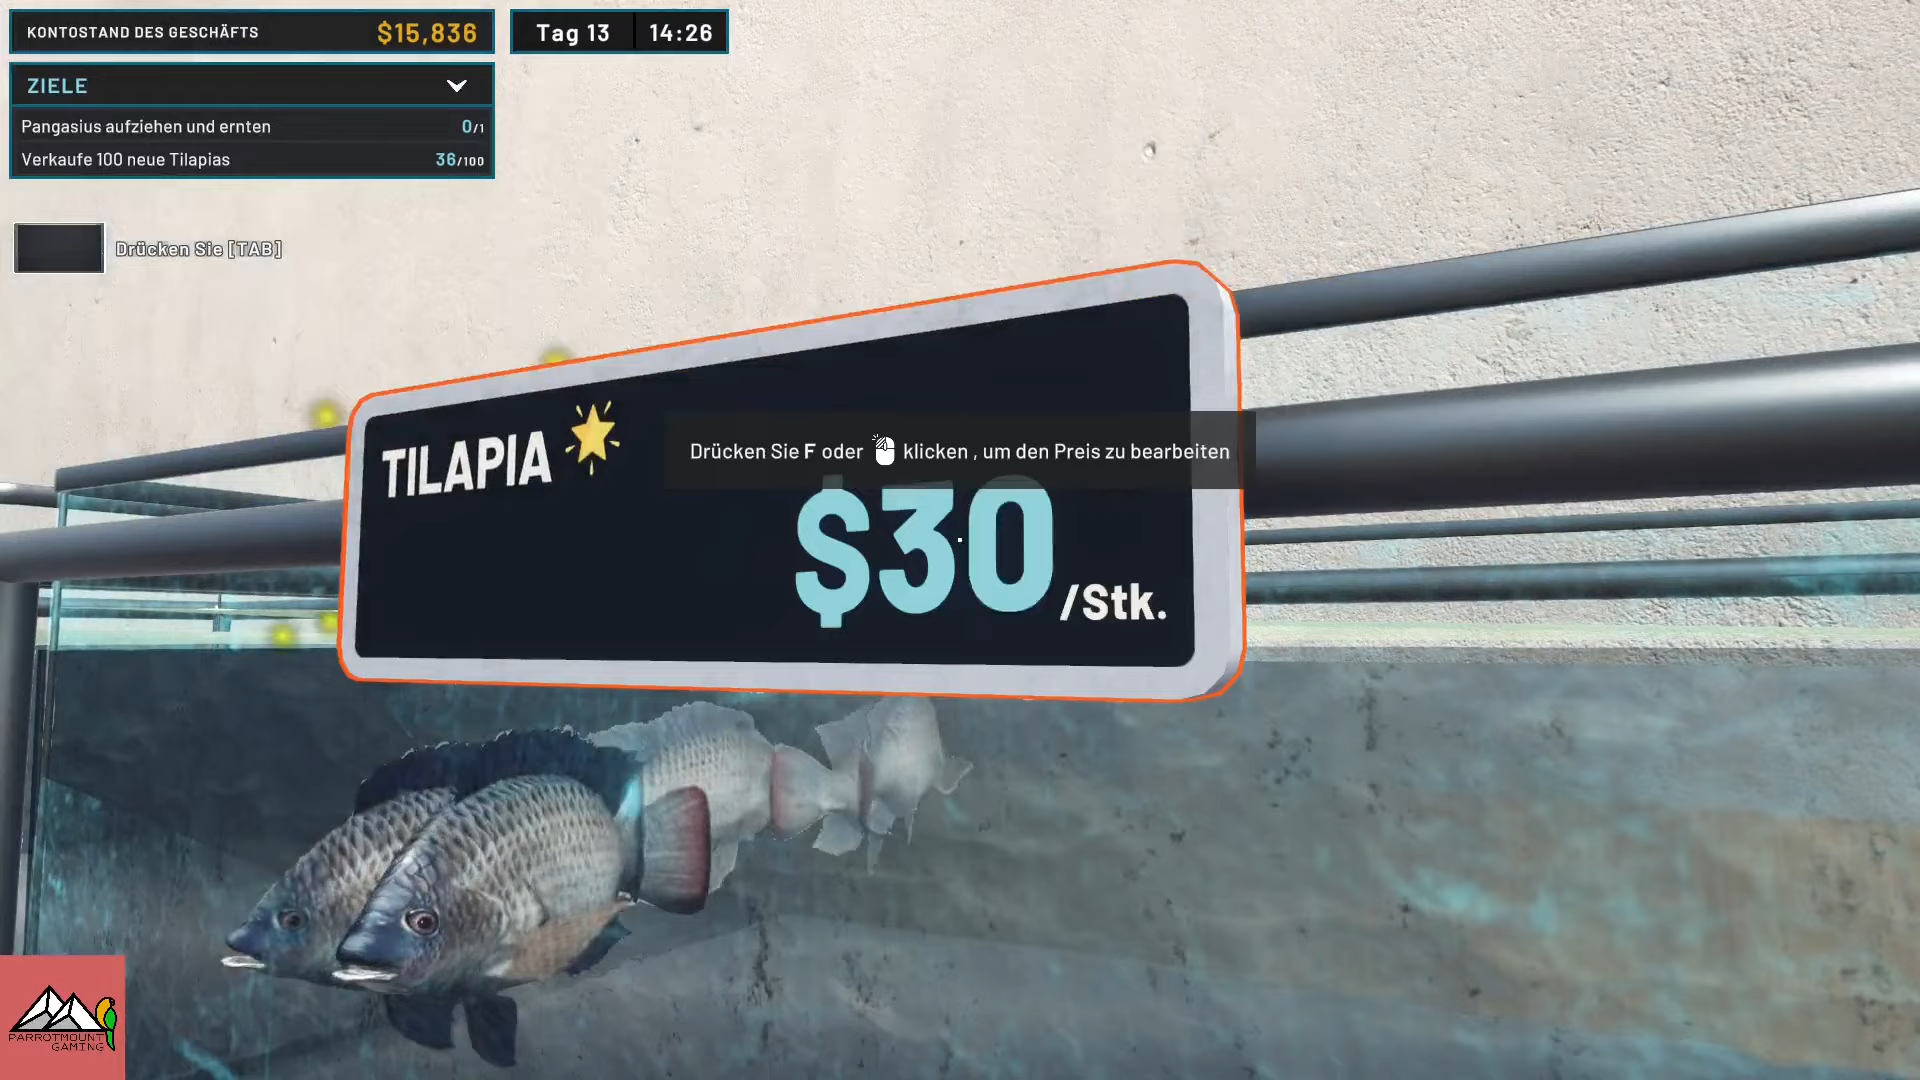 KONTOSTAND DES GESCHÄFTS $15,836
Tag 13 14:26
ZIELE
Pangasius aufziehen und ernten 0/1
Verkaufe 100 neue Tilapias 36/100
Drücken Sie [TAB]
TILAPIA
Drücken Sie F oder klicken , um den Preis zu bearbeiten
$30 /Stk.
PARROTMOUNT
GAMING